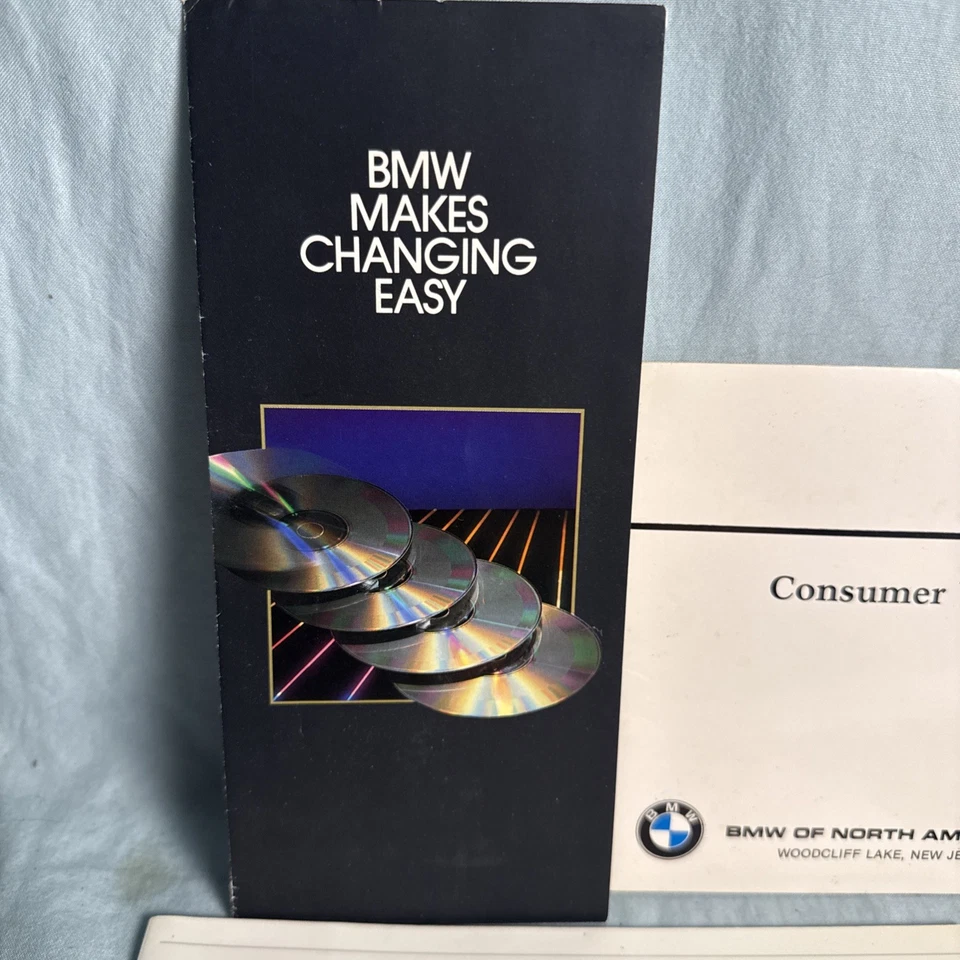 BMW
MAKES
CHANGING
EASY
Consumer
BMW
BMW OF NORTH AM
WOODCLIFF LAKE, NEW JE